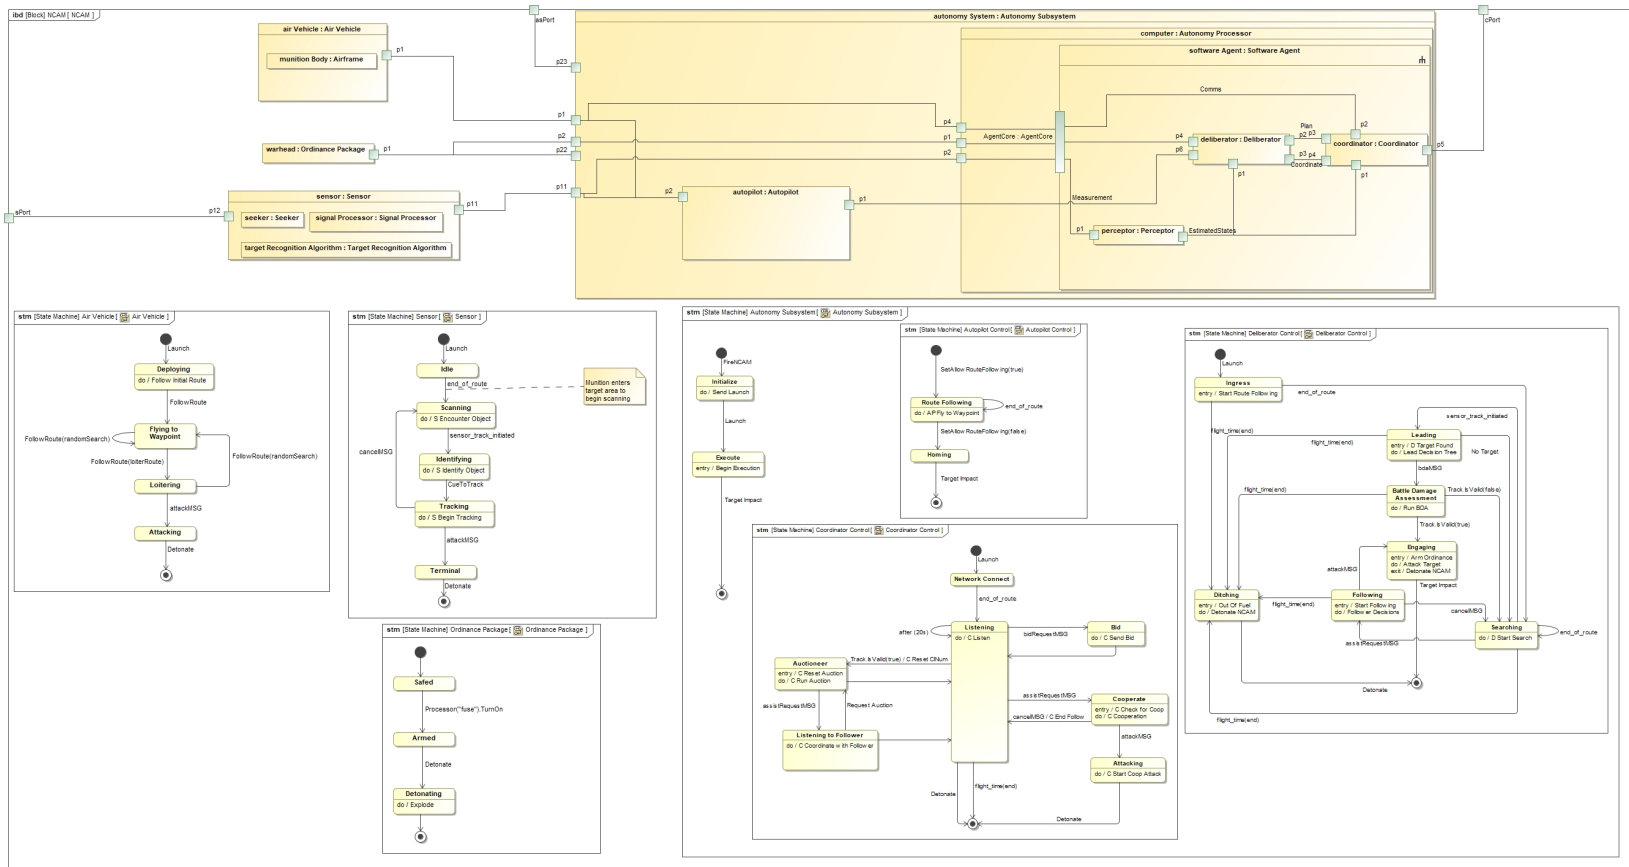 ibd [Block] NCAM [ NCAM ]
asPort
cPort
sPort
air Vehicle : Air Vehicle
munition Body : Airframe
p1
warhead : Ordinance Package
p1
sensor : Sensor
seeker : Seeker
signal Processor : Signal Processor
target Recognition Algorithm : Target Recognition Algorithm
p12
p11
autonomy System : Autonomy Subsystem
p23
p1
p2
p22
p11
autopilot : Autopilot
p2
p1
computer : Autonomy Processor
p4
p1
p2
software Agent : Software Agent
AgentCore : AgentCore
Comms
Measurement
deliberator : Deliberator
p4
p6
p1
Plan
p2
p3
p3
p4
Coordinate
coordinator : Coordinator
p2
p1
p5
perceptor : Perceptor
p1
EstimatedStates
stm [State Machine] Air Vehicle [ Air Vehicle ]
Launch
Deploying
do / Follow Initial Route
FollowRoute
Flying to
Waypoint
FollowRoute(randomSearch)
FollowRoute(randomSearch)
FollowRoute(loiterRoute)
Loitering
attackMSG
Attacking
Detonate
stm [State Machine] Sensor [ Sensor ]
Launch
Idle
end_of_route
Munition enters
target area to
begin scanning
Scanning
do / S Encounter Object
sensor_track_initiated
cancelMSG
Identifying
do / S Identify Object
CueToTrack
Tracking
do / S Begin Tracking
attackMSG
Terminal
Detonate
stm [State Machine] Ordinance Package [ Ordinance Package ]
Safed
Processor("fuse").TurnOn
Armed
Detonate
Detonating
do / Explode
stm [State Machine] Autonomy Subsystem [ Autonomy Subsystem ]
FireNCAM
Initialize
do / Send Launch
Launch
Execute
entry / Begin Execution
Target Impact
stm [State Machine] Autopilot Control [ Autopilot Control ]
SetAllowRouteFollowing(true)
Route Following
do / AP Fly to Waypoint
end_of_route
SetAllowRouteFollowing(false)
Homing
Target Impact
stm [State Machine] Coordinator Control [ Coordinator Control ]
Launch
Network Connect
end_of_route
Listening
do / C Listen
after (20s)
bidRequestMSG
Bid
do / C Send Bid
Track.IsValid(true) / C Reset ClNum
Auctioneer
entry / C Reset Auction
do / C Run Auction
assistRequestMSG
Request Auction
Listening to Follower
do / C Coordinate with Follower
assistRequestMSG
Cooperate
entry / C Check for Coop
do / C Cooperation
cancelMSG / C End Follow
attackMSG
Attacking
do / C Start Coop Attack
Detonate
flight_time(end)
Detonate
stm [State Machine] Deliberator Control [ Deliberator Control ]
Launch
Ingress
entry / Start Route Following
end_of_route
sensor_track_initiated
flight_time(end)
flight_time(end)
Leading
entry / D Target Found
do / Lead Decision Tree
No Target
bdaMSG
flight_time(end)
Battle Damage
Assessment
do / Run BDA
Track.IsValid(false)
Track.IsValid(true)
Engaging
entry / Arm Ordinance
do / Attack Target
exit / Detonate NCAM
attackMSG
Target Impact
Ditching
entry / Out Of Fuel
do / Detonate NCAM
flight_time(end)
Following
entry / Start Following
do / Follower Decisions
cancelMSG
assistRequestMSG
Searching
do / D Start Search
end_of_route
Detonate
flight_time(end)